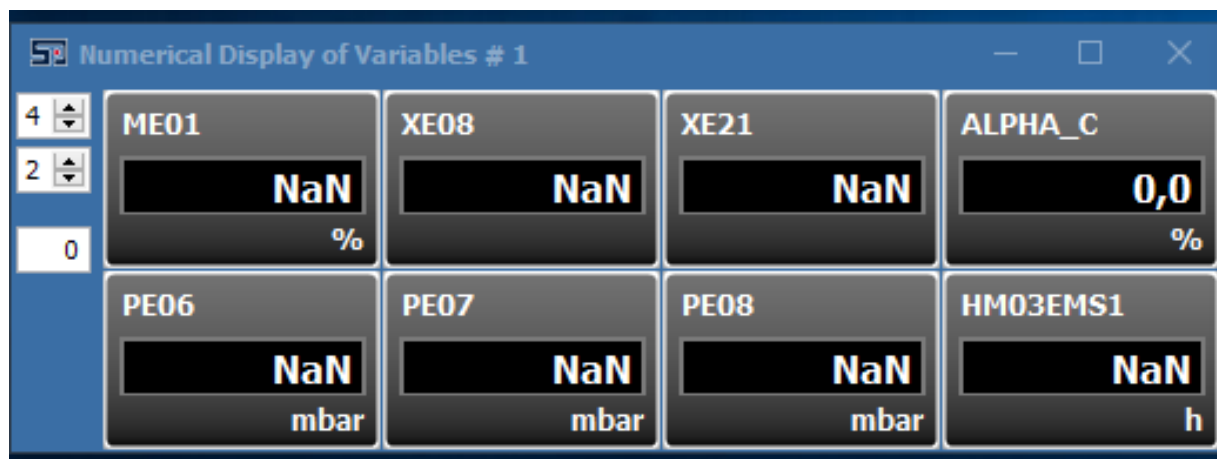 Numerical Display of Variables # 1
4
2
0
ME01
NaN
%
XE08
NaN
XE21
NaN
ALPHA_C
0,0
%
PE06
NaN
mbar
PE07
NaN
mbar
PE08
NaN
mbar
HM03EMS1
NaN
h